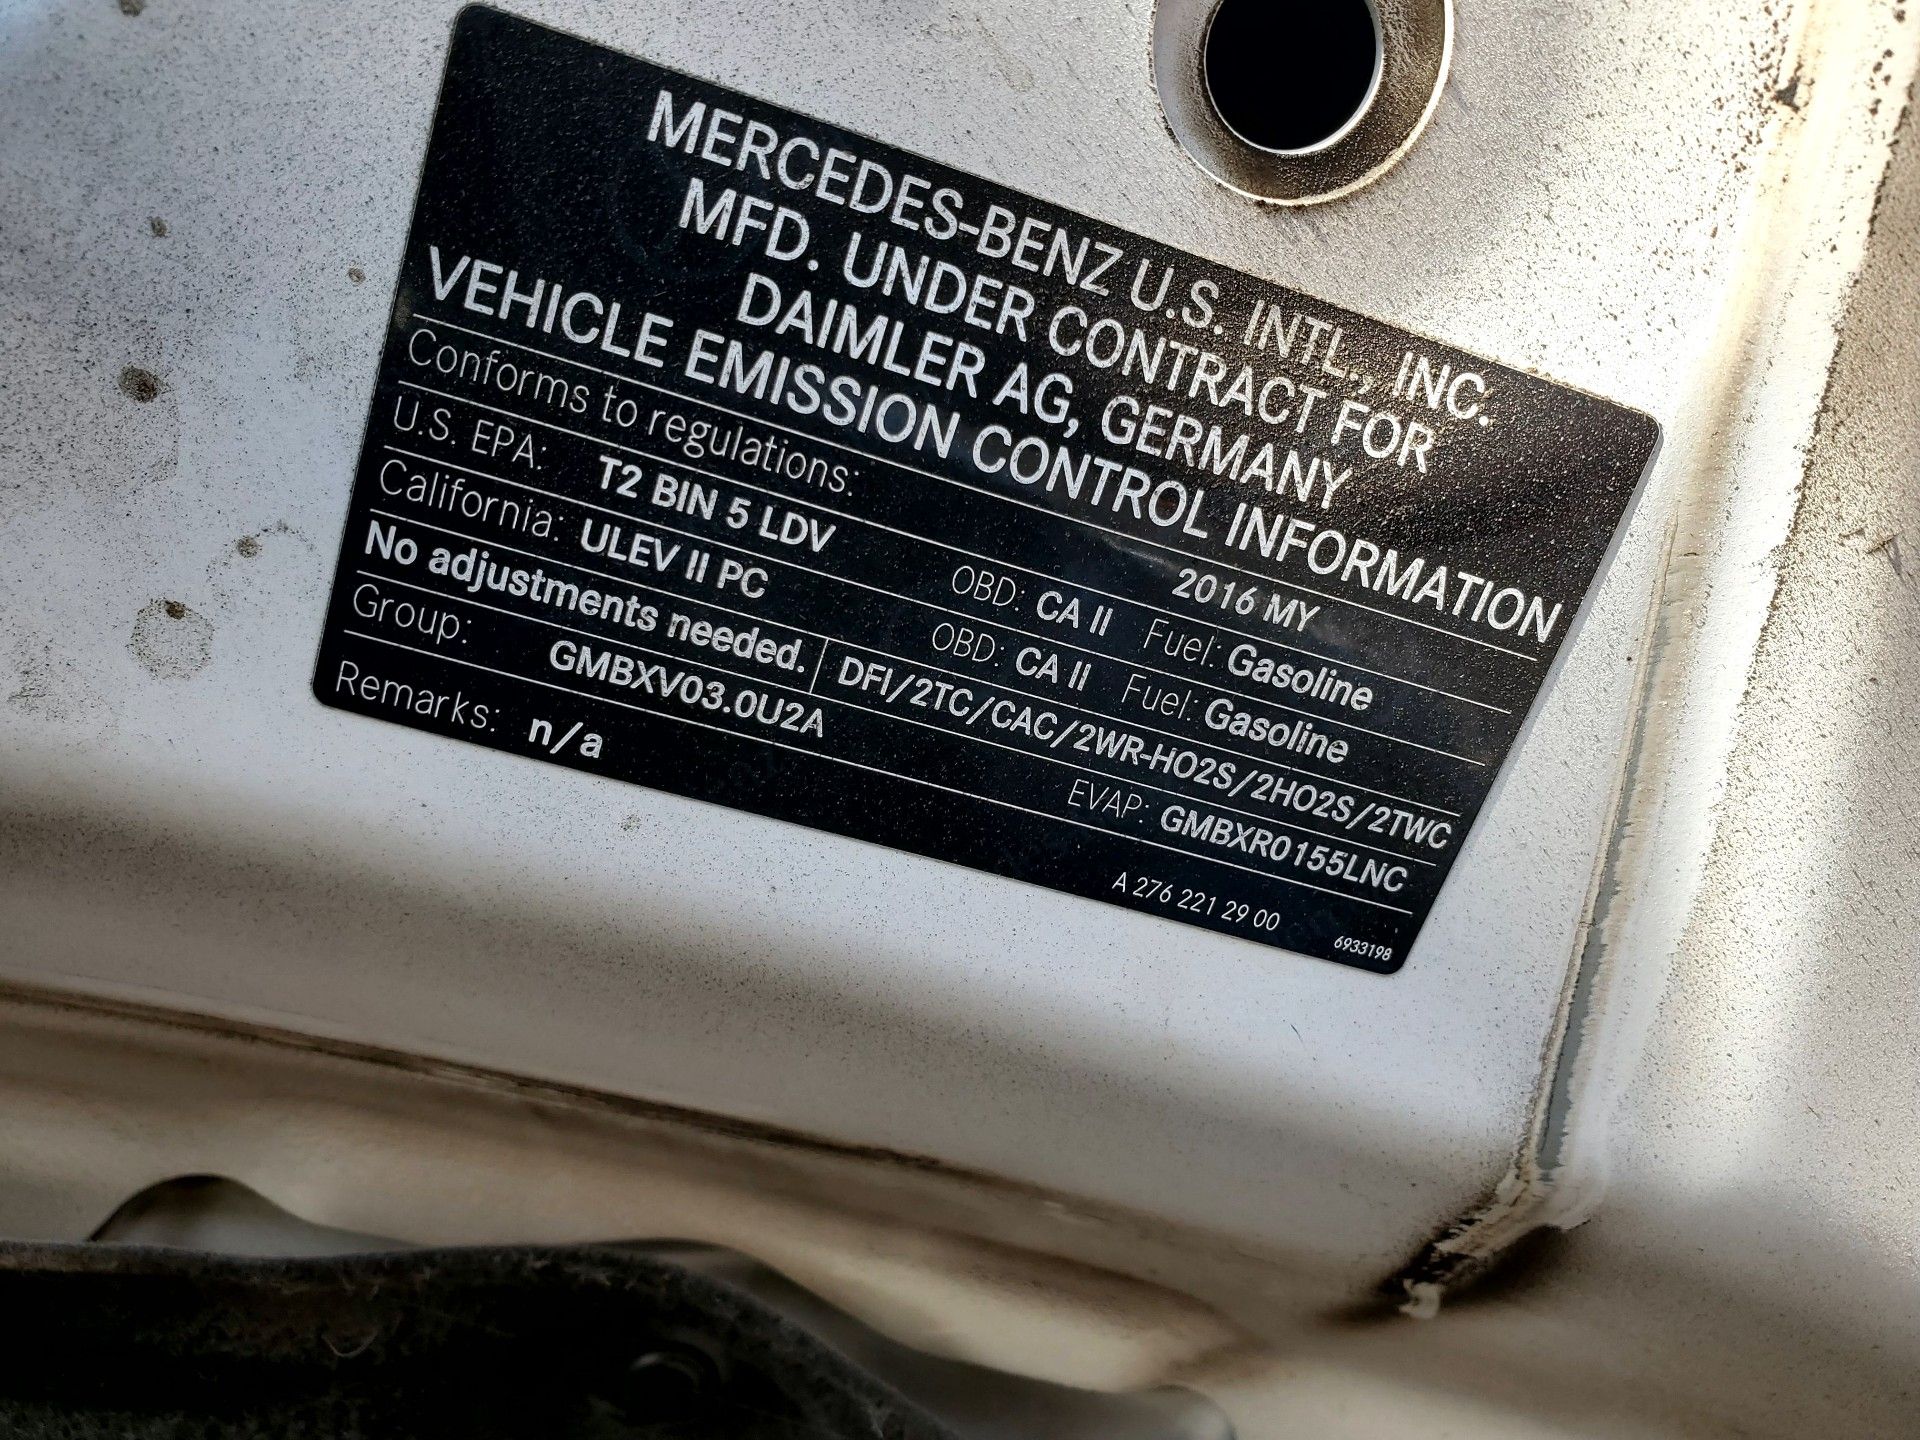 MERCEDES-BENZ U.S. INTL., INC.
MFD. UNDER CONTRACT FOR
DAIMLER AG, GERMANY
VEHICLE EMISSION CONTROL INFORMATION
Conforms to regulations: 2016 MY
U.S. EPA: T2 BIN 5 LDV OBD: CA II Fuel: Gasoline
California: ULEV II PC OBD: CA II Fuel: Gasoline
No adjustments needed. DFI/2TC/CAC/2WR-HO2S/2HO2S/2TWC
Group: GMBXV03.0U2A EVAP: GMBXR0155LNC
Remarks: n/a
A 276 221 29 00
6933198